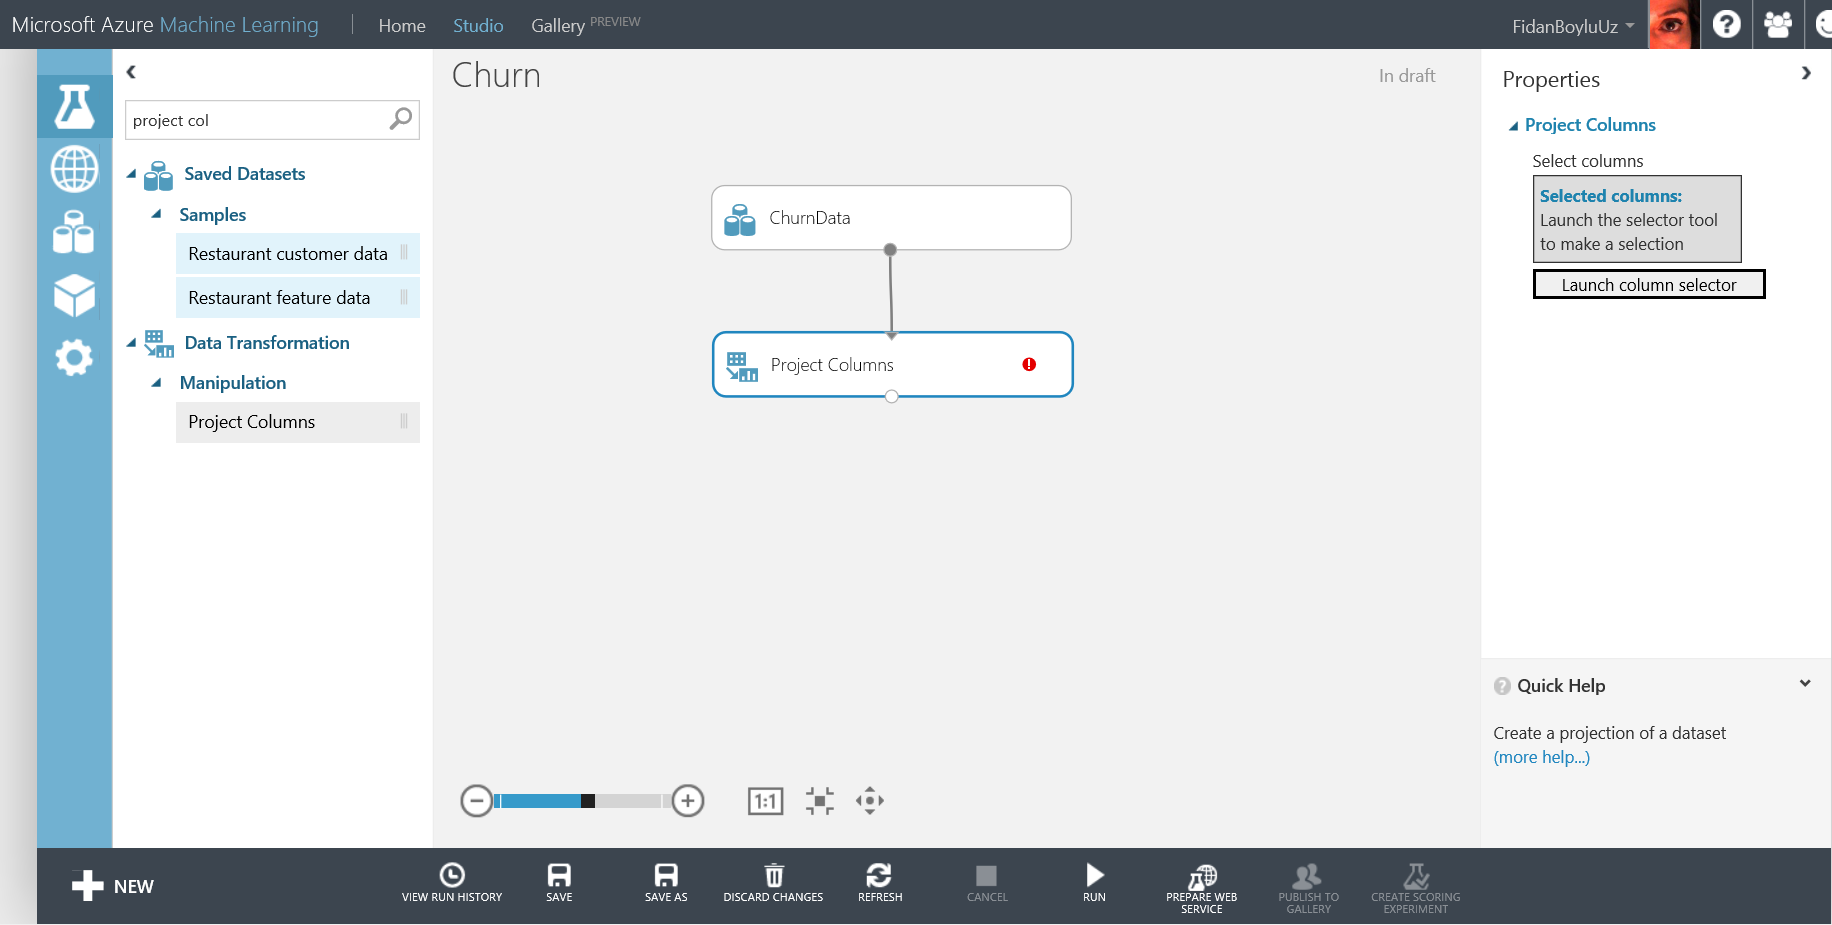 Microsoft Azure Machine Learning
Home
Studio
Gallery PREVIEW
FidanBoyluUz
project col
Saved Datasets
Samples
Restaurant customer data
Restaurant feature data
Data Transformation
Manipulation
Project Columns
Churn
In draft
ChurnData
Project Columns
1:1
Properties
Project Columns
Select columns
Selected columns:
Launch the selector tool
to make a selection
Launch column selector
Quick Help
Create a projection of a dataset
(more help...)
NEW
VIEW RUN HISTORY
SAVE
SAVE AS
DISCARD CHANGES
REFRESH
CANCEL
RUN
PREPARE WEB
SERVICE
PUBLISH TO
GALLERY
CREATE SCORING
EXPERIMENT